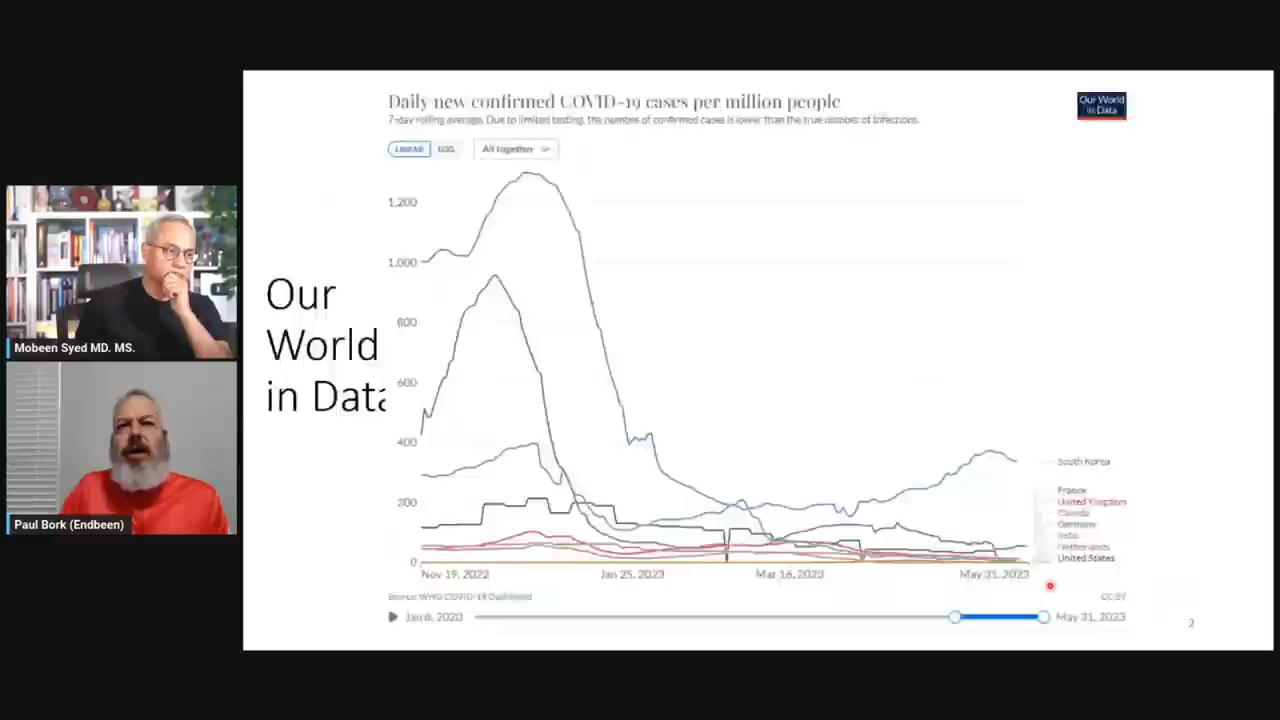 Daily new confirmed COVID-19 cases per million people
7-day rolling average. Due to limited testing, the number of confirmed cases is lower than the true number of infections.
Our World
in Data
LINEAR LOG
All together
1,200
1,000
800
600
400
200
0
Our
World
in Data
South Korea
France
United Kingdom
Canada
Germany
India
Netherlands
United States
Nov 19, 2022
Jan 25, 2023
Mar 16, 2023
May 31, 2023
Source: WHO COVID-19 Dashboard
CC BY
Jan 6, 2020
May 31, 2023
2
Mobeen Syed MD. MS.
Paul Bork (Endbeen)